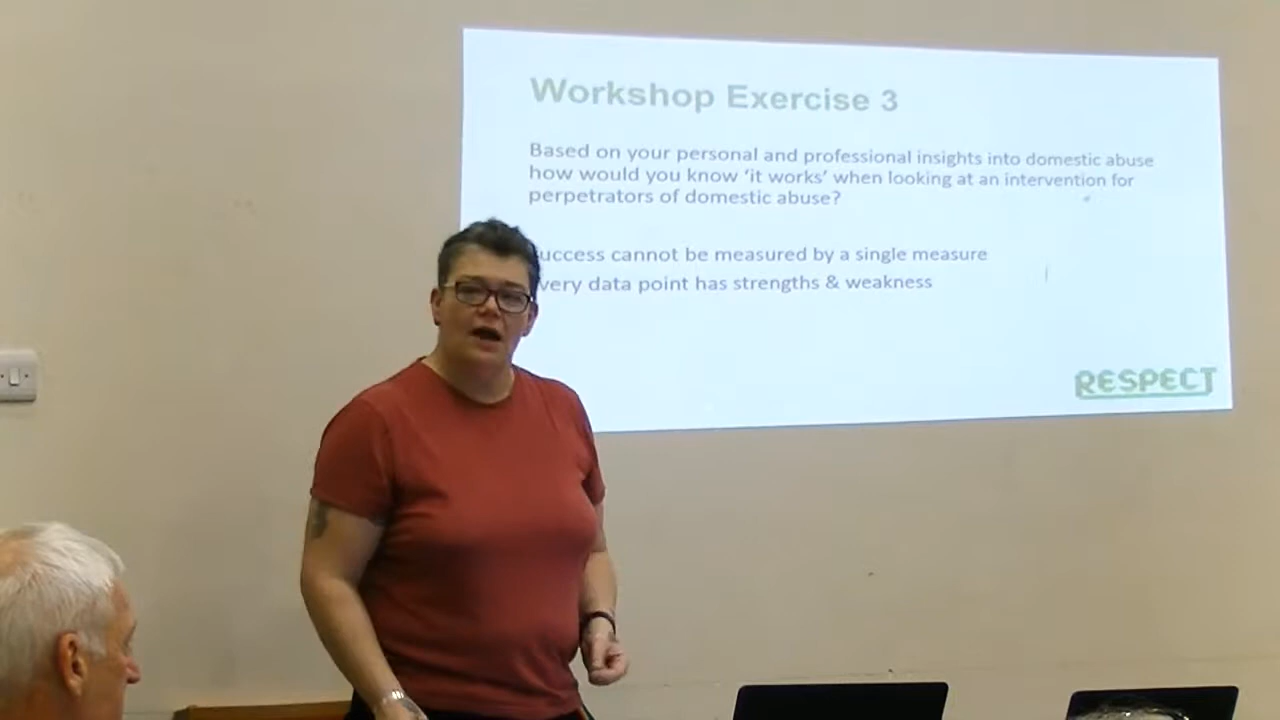 Workshop Exercise 3
Based on your personal and professional insights into domestic abuse
how would you know ‘it works’ when looking at an intervention for
perpetrators of domestic abuse?
uccess cannot be measured by a single measure
very data point has strengths & weakness
RESPECT